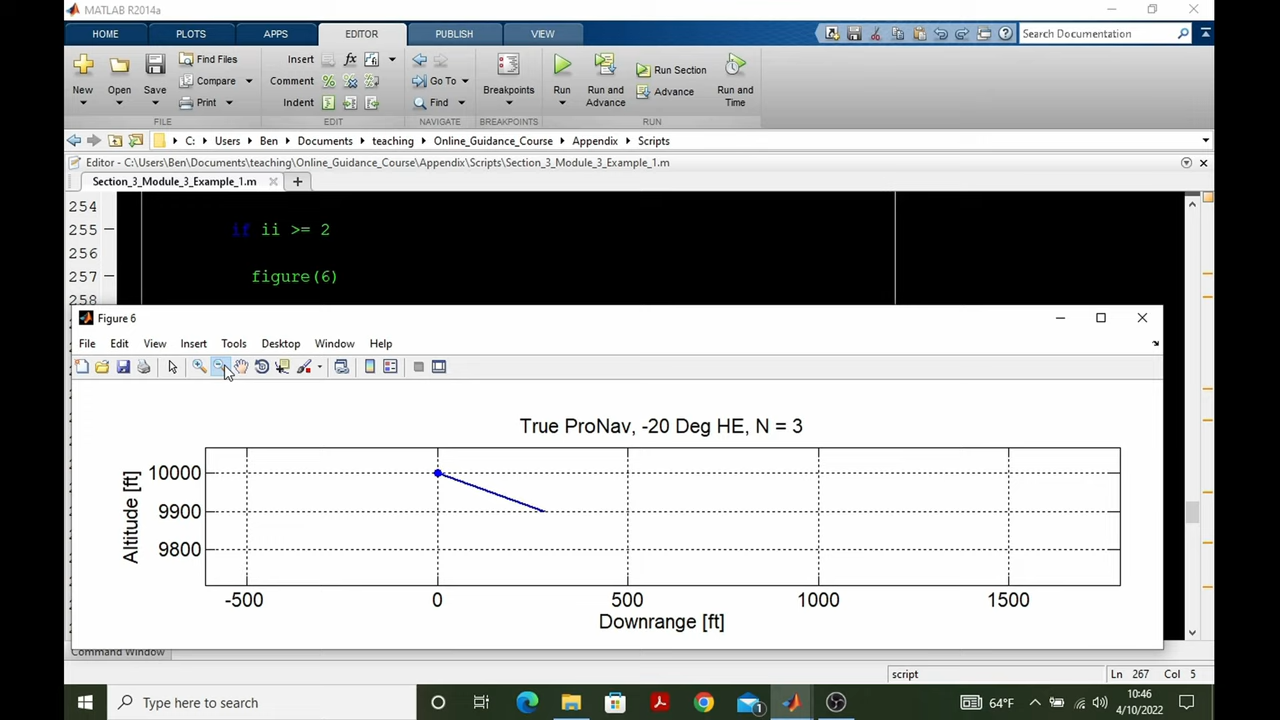 MATLAB R2014a
HOME PLOTS APPS EDITOR PUBLISH VIEW Search Documentation
New Open Save Find Files Compare Print
Insert Comment Indent
Go To Find
Breakpoints
Run Run and Advance Run Section Advance Run and Time
FILE EDIT NAVIGATE BREAKPOINTS RUN
C: Users Ben Documents teaching Online_Guidance_Course Appendix Scripts
Editor - C:\Users\Ben\Documents\teaching\Online_Guidance_Course\Appendix\Scripts\Section_3_Module_3_Example_1.m
Section_3_Module_3_Example_1.m
254
255 if ii >= 2
256
257 figure(6)
258
Figure 6
File Edit View Insert Tools Desktop Window Help
True ProNav, -20 Deg HE, N = 3
Altitude [ft]
10000
9900
9800
-500 0 500 1000 1500
Downrange [ft]
Command Window
script Ln 267 Col 5
Type here to search 1 64°F 10:46
4/10/2022